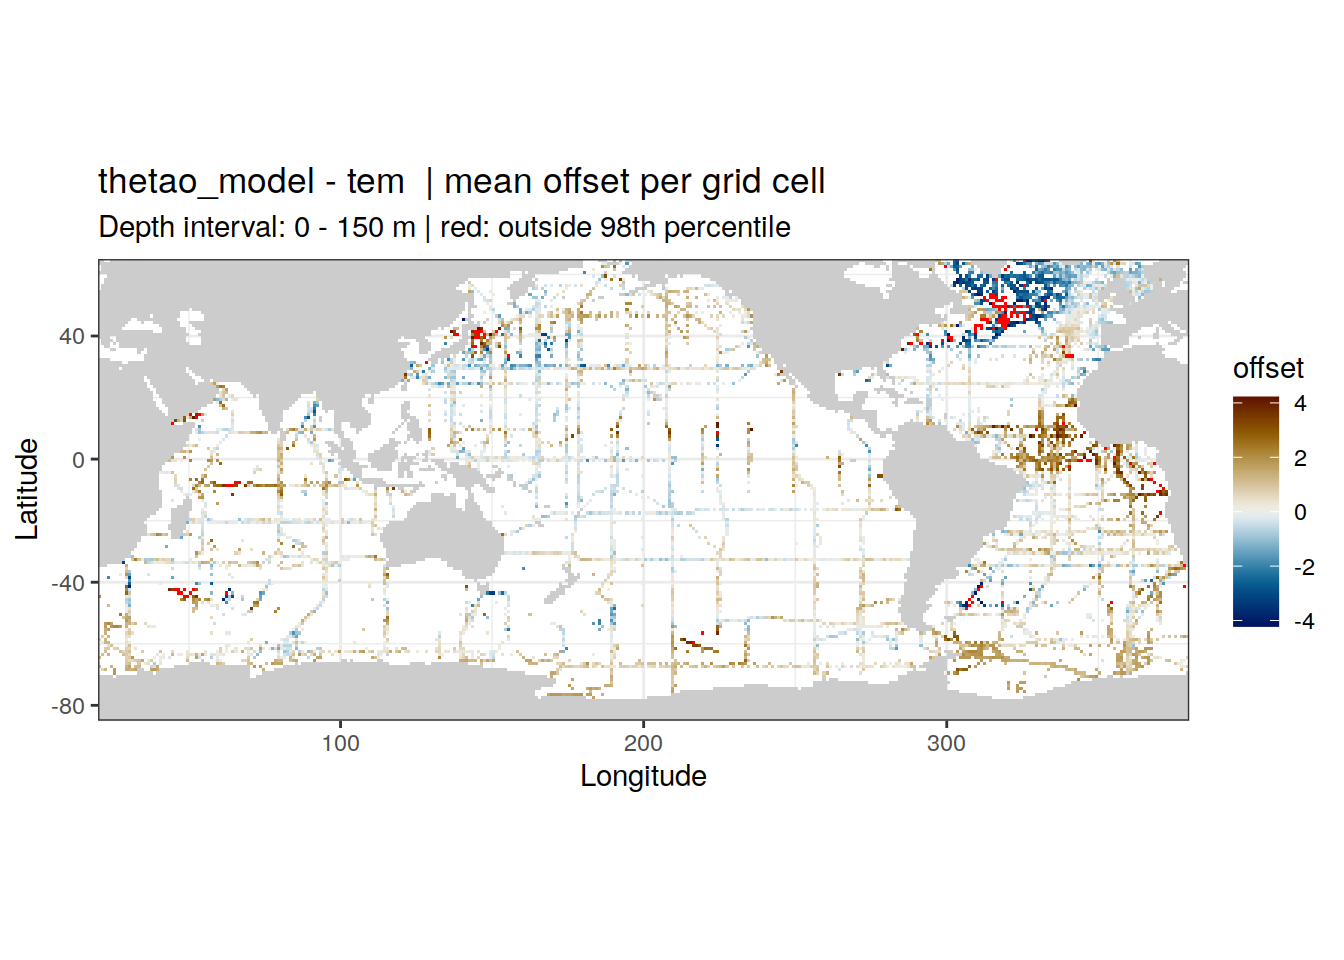 thetao_model - tem  | mean offset per grid cell
Depth interval: 0 - 150 m | red: outside 98th percentile
Latitude
40
0
-40
-80
100
200
300
Longitude
offset
4
2
0
-2
-4